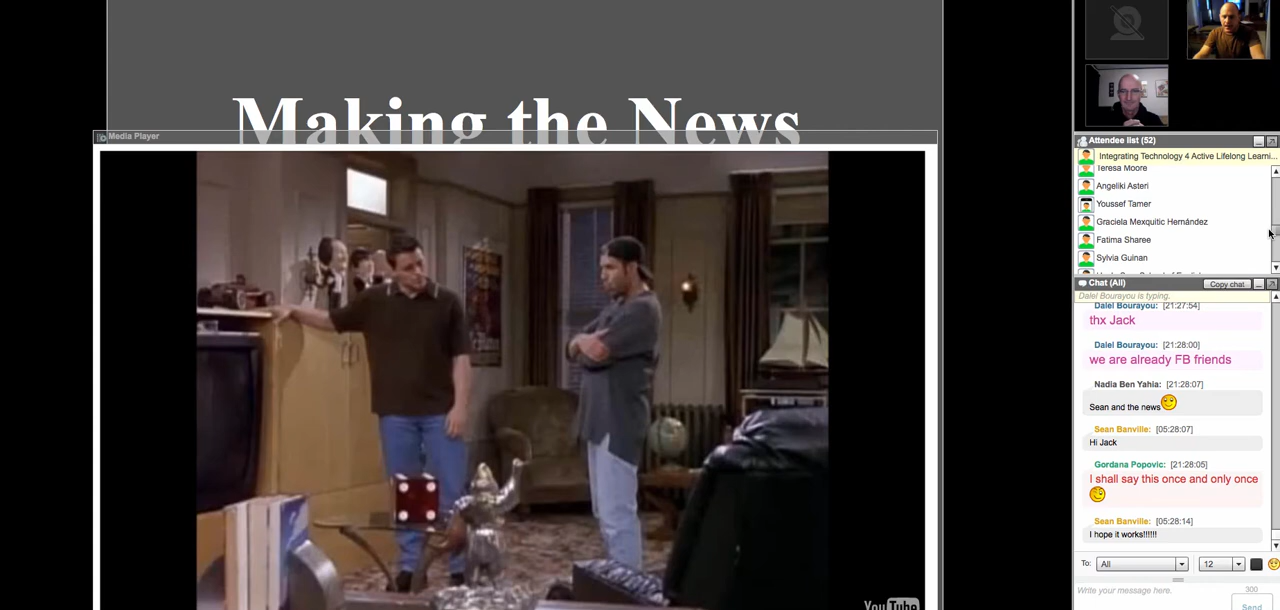 Making the News
Media Player
YouTube
Attendee list (52)
Integrating Technology 4 Active Lifelong Learni...
Teresa Moore
Angeliki Asteri
Youssef Tamer
Graciela Mexquitic Hernández
Fatima Sharee
Sylvia Guinan
Chat (All)
Copy chat
Dalel Bourayou is typing.
Dalel Bourayou: [21:27:54]
thx Jack
Dalel Bourayou: [21:28:00]
we are already FB friends
Nadia Ben Yahia: [21:28:07]
Sean and the news
Sean Banville: [05:28:07]
Hi Jack
Gordana Popovic: [21:28:05]
I shall say this once and only once
Sean Banville: [05:28:14]
I hope it works!!!!!!
To: All 12
Write your message here. 300
Send